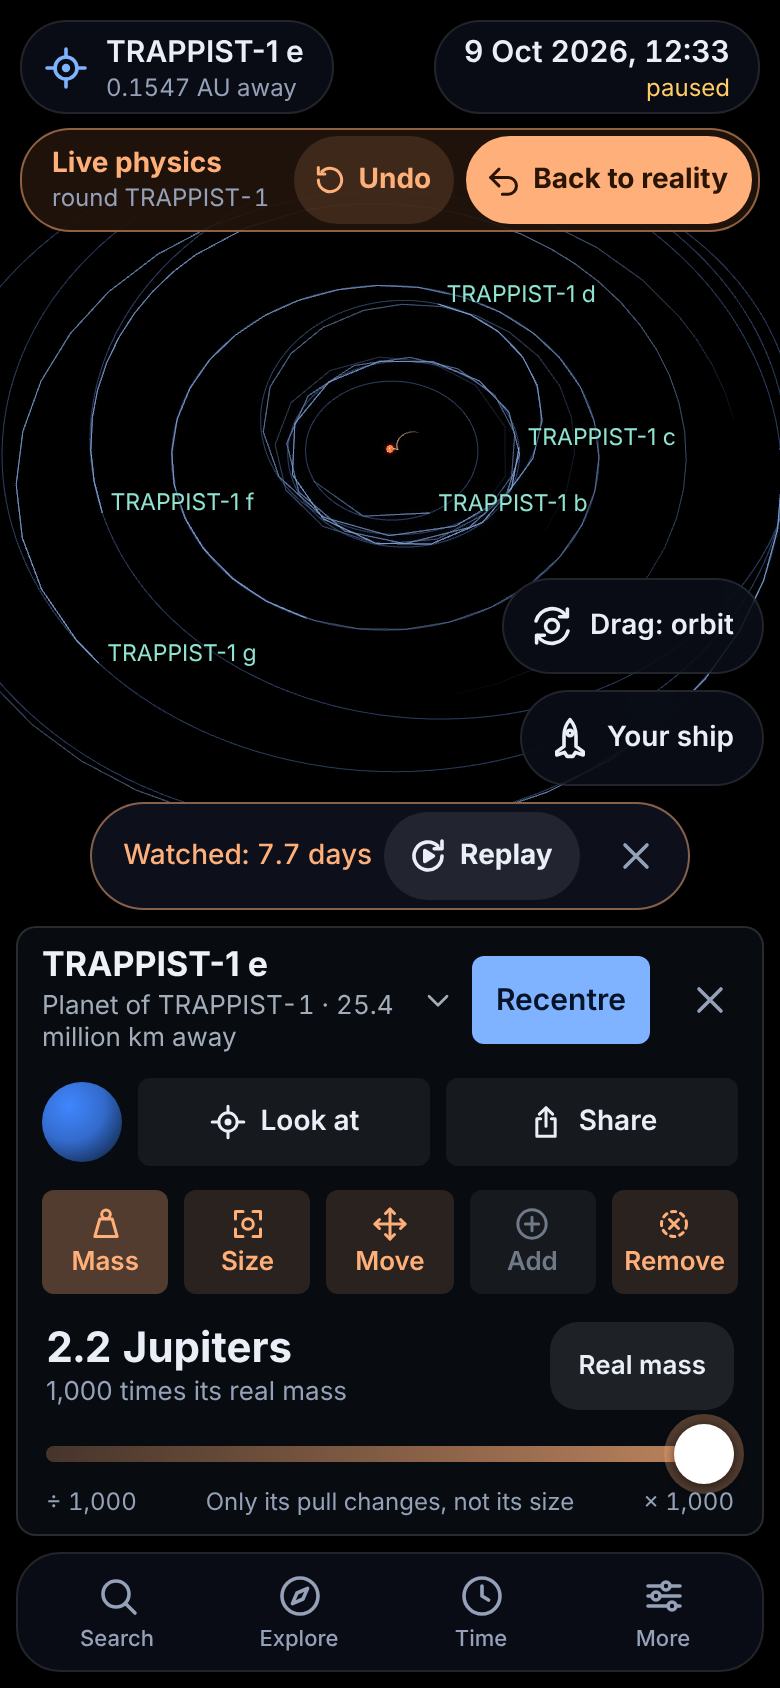 TRAPPIST-1 e
0.1547 AU away
9 Oct 2026, 12:33
paused
Live physics
round TRAPPIST-1
Undo
Back to reality
TRAPPIST-1 d
TRAPPIST-1 c
TRAPPIST-1 f
TRAPPIST-1 b
Drag: orbit
TRAPPIST-1 g
Your ship
Watched: 7.7 days
Replay
TRAPPIST-1 e
Planet of TRAPPIST-1 · 25.4
million km away
Recentre
Look at
Share
Mass
Size
Move
Add
Remove
2.2 Jupiters
1,000 times its real mass
Real mass
÷ 1,000
Only its pull changes, not its size
× 1,000
Search
Explore
Time
More